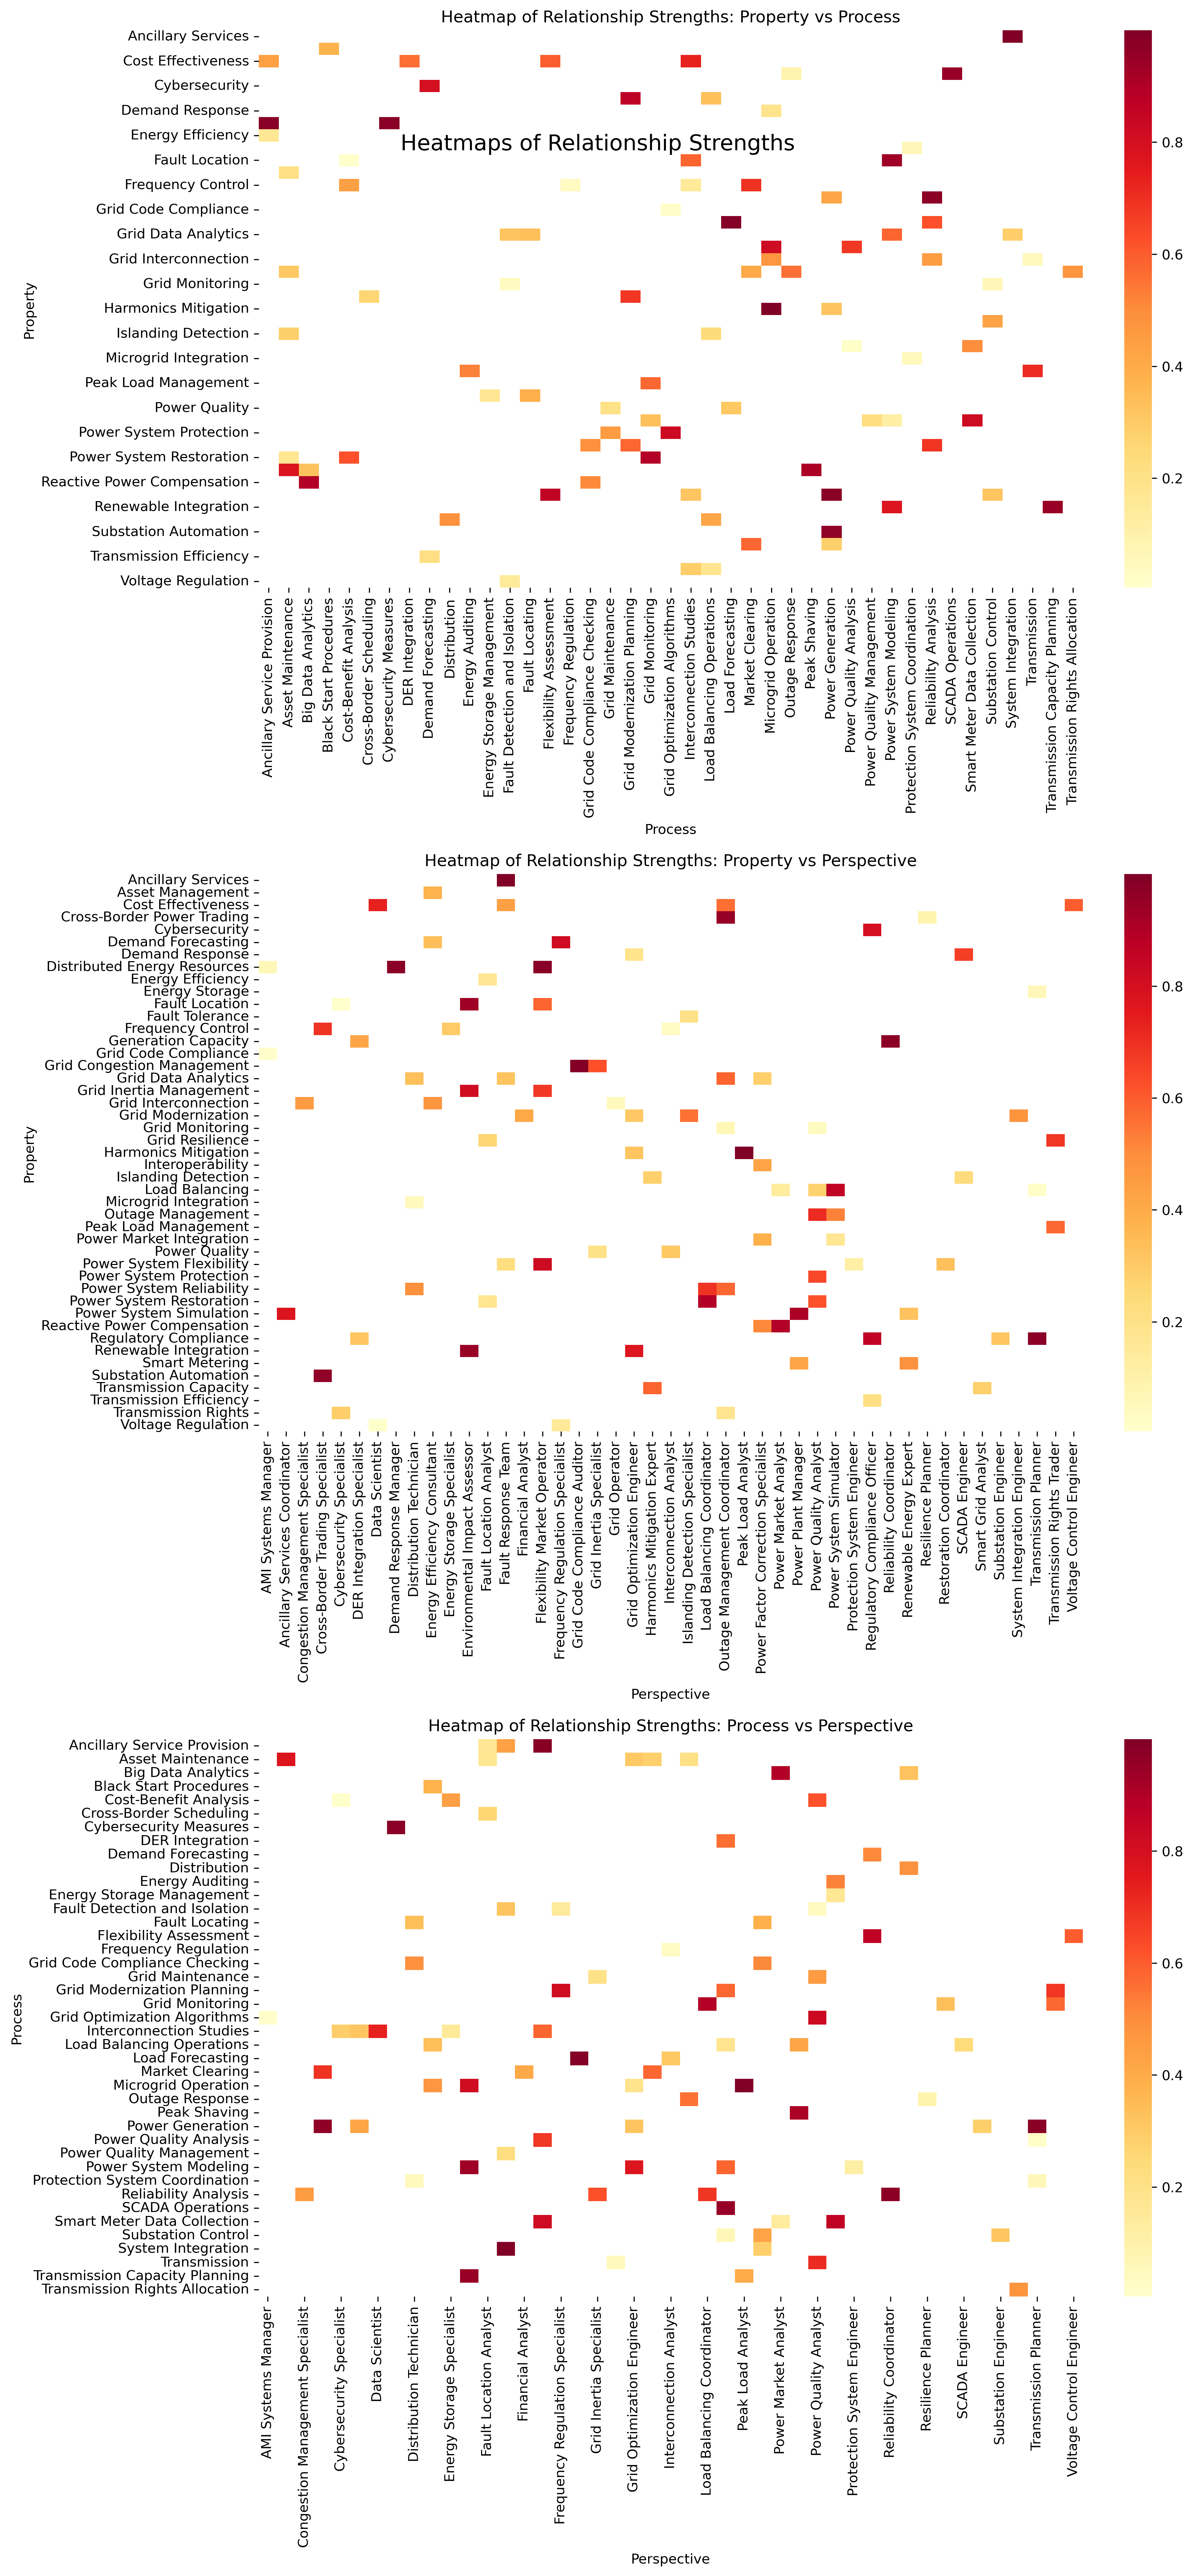 Heatmap of Relationship Strengths: Property vs Process
Heatmaps of Relationship Strengths
Property
Ancillary Services
Cost Effectiveness
Cybersecurity
Demand Response
Energy Efficiency
Fault Location
Frequency Control
Grid Code Compliance
Grid Data Analytics
Grid Interconnection
Grid Monitoring
Harmonics Mitigation
Islanding Detection
Microgrid Integration
Peak Load Management
Power Quality
Power System Protection
Power System Restoration
Reactive Power Compensation
Renewable Integration
Substation Automation
Transmission Efficiency
Voltage Regulation
Ancillary Service Provision
Asset Maintenance
Big Data Analytics
Black Start Procedures
Cost-Benefit Analysis
Cross-Border Scheduling
Cybersecurity Measures
DER Integration
Demand Forecasting
Distribution
Energy Auditing
Energy Storage Management
Fault Detection and Isolation
Fault Locating
Flexibility Assessment
Frequency Regulation
Grid Code Compliance Checking
Grid Maintenance
Grid Modernization Planning
Grid Monitoring
Grid Optimization Algorithms
Interconnection Studies
Load Balancing Operations
Load Forecasting
Market Clearing
Microgrid Operation
Outage Response
Peak Shaving
Power Generation
Power Quality Analysis
Power Quality Management
Power System Modeling
Protection System Coordination
Reliability Analysis
SCADA Operations
Smart Meter Data Collection
Substation Control
System Integration
Transmission
Transmission Capacity Planning
Transmission Rights Allocation
Process
0.8
0.6
0.4
0.2
Heatmap of Relationship Strengths: Property vs Perspective
Property
Ancillary Services
Asset Management
Cost Effectiveness
Cross-Border Power Trading
Cybersecurity
Demand Forecasting
Demand Response
Distributed Energy Resources
Energy Efficiency
Energy Storage
Fault Location
Fault Tolerance
Frequency Control
Generation Capacity
Grid Code Compliance
Grid Congestion Management
Grid Data Analytics
Grid Inertia Management
Grid Interconnection
Grid Modernization
Grid Monitoring
Grid Resilience
Harmonics Mitigation
Interoperability
Islanding Detection
Load Balancing
Microgrid Integration
Outage Management
Peak Load Management
Power Market Integration
Power Quality
Power System Flexibility
Power System Protection
Power System Reliability
Power System Restoration
Power System Simulation
Reactive Power Compensation
Regulatory Compliance
Renewable Integration
Smart Metering
Substation Automation
Transmission Capacity
Transmission Efficiency
Transmission Rights
Voltage Regulation
AMI Systems Manager
Ancillary Services Coordinator
Congestion Management Specialist
Cross-Border Trading Specialist
Cybersecurity Specialist
DER Integration Specialist
Data Scientist
Demand Response Manager
Distribution Technician
Energy Efficiency Consultant
Energy Storage Specialist
Environmental Impact Assessor
Fault Location Analyst
Fault Response Team
Financial Analyst
Flexibility Market Operator
Frequency Regulation Specialist
Grid Code Compliance Auditor
Grid Inertia Specialist
Grid Operator
Grid Optimization Engineer
Harmonics Mitigation Expert
Interconnection Analyst
Islanding Detection Specialist
Load Balancing Coordinator
Outage Management Coordinator
Peak Load Analyst
Power Factor Correction Specialist
Power Market Analyst
Power Plant Manager
Power Quality Analyst
Power System Simulator
Protection System Engineer
Regulatory Compliance Officer
Reliability Coordinator
Renewable Energy Expert
Resilience Planner
Restoration Coordinator
SCADA Engineer
Smart Grid Analyst
Substation Engineer
System Integration Engineer
Transmission Planner
Transmission Rights Trader
Voltage Control Engineer
Perspective
0.8
0.6
0.4
0.2
Heatmap of Relationship Strengths: Process vs Perspective
Process
Ancillary Service Provision
Asset Maintenance
Big Data Analytics
Black Start Procedures
Cost-Benefit Analysis
Cross-Border Scheduling
Cybersecurity Measures
DER Integration
Demand Forecasting
Distribution
Energy Auditing
Energy Storage Management
Fault Detection and Isolation
Fault Locating
Flexibility Assessment
Frequency Regulation
Grid Code Compliance Checking
Grid Maintenance
Grid Modernization Planning
Grid Monitoring
Grid Optimization Algorithms
Interconnection Studies
Load Balancing Operations
Load Forecasting
Market Clearing
Microgrid Operation
Outage Response
Peak Shaving
Power Generation
Power Quality Analysis
Power Quality Management
Power System Modeling
Protection System Coordination
Reliability Analysis
SCADA Operations
Smart Meter Data Collection
Substation Control
System Integration
Transmission
Transmission Capacity Planning
Transmission Rights Allocation
AMI Systems Manager
Congestion Management Specialist
Cybersecurity Specialist
Data Scientist
Distribution Technician
Energy Storage Specialist
Fault Location Analyst
Financial Analyst
Frequency Regulation Specialist
Grid Inertia Specialist
Grid Optimization Engineer
Interconnection Analyst
Load Balancing Coordinator
Peak Load Analyst
Power Market Analyst
Power Quality Analyst
Protection System Engineer
Reliability Coordinator
Resilience Planner
SCADA Engineer
Substation Engineer
Transmission Planner
Voltage Control Engineer
Perspective
0.8
0.6
0.4
0.2